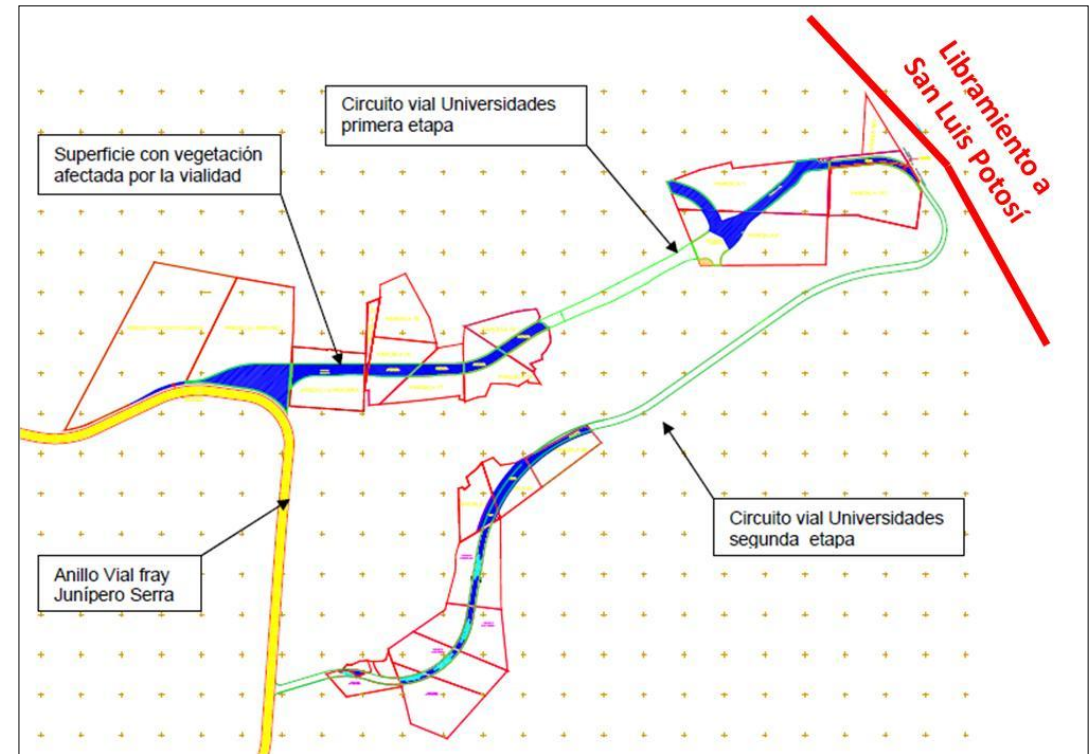 Libramiento a
San Luis Potosí
Circuito vial Universidades
primera etapa
Superficie con vegetación
afectada por la vialidad
Circuito vial Universidades
segunda  etapa
Anillo Vial fray
Junípero Serra